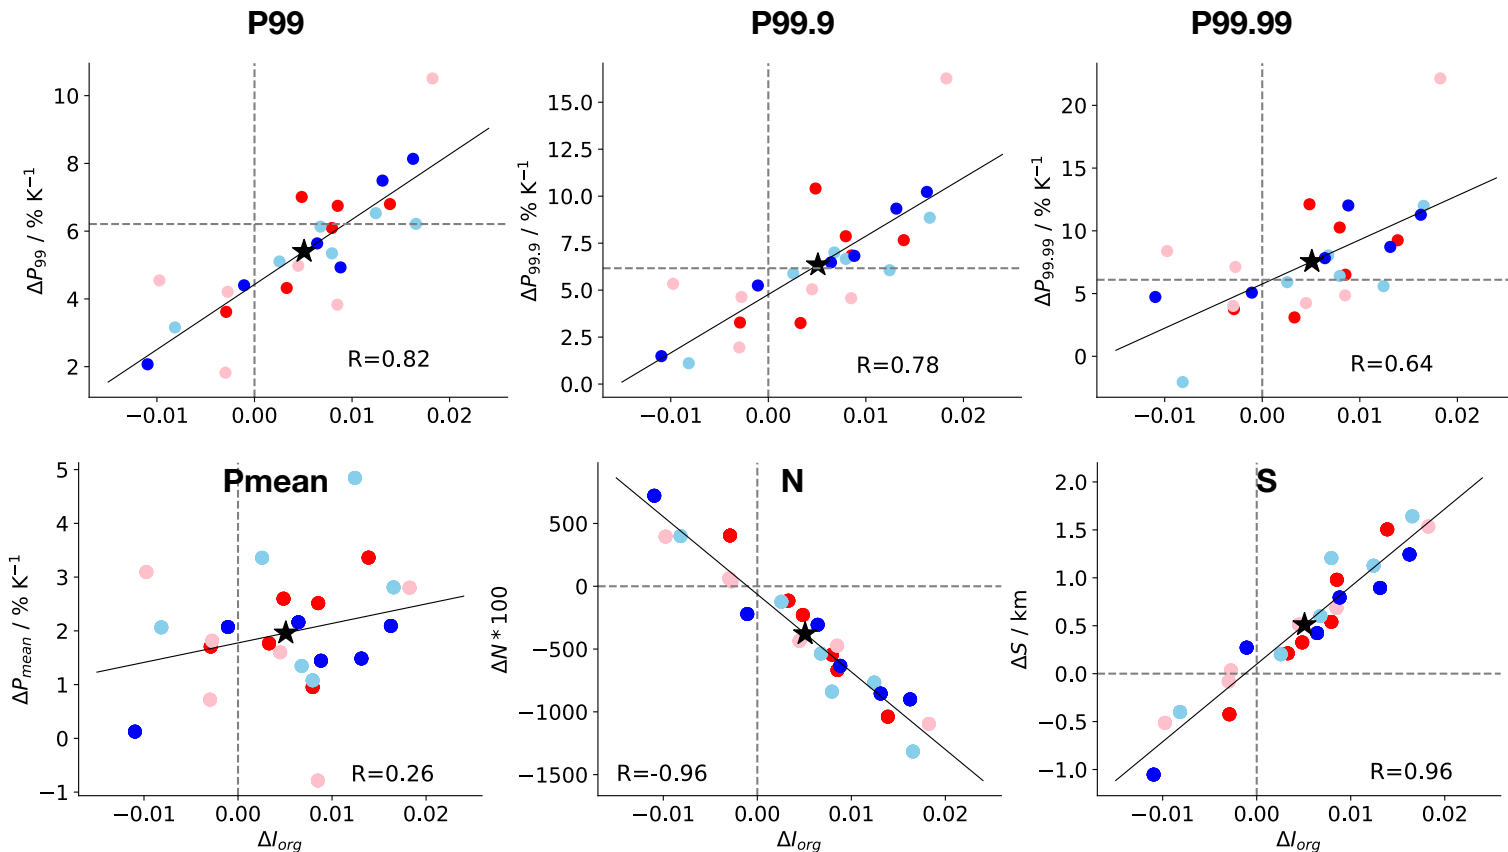 P99
P99.9
P99.99
ΔP99 / % K−1
10
8
6
4
2
R=0.82
−0.01
0.00
0.01
0.02
ΔP99.9 / % K−1
15.0
12.5
10.0
7.5
5.0
2.5
0.0
R=0.78
−0.01
0.00
0.01
0.02
ΔP99.99 / % K−1
20
15
10
5
0
R=0.64
−0.01
0.00
0.01
0.02
Pmean
N
S
ΔPmean / % K−1
5
4
3
2
1
0
−1
R=0.26
−0.01
0.00
0.01
0.02
ΔIorg
ΔN * 100
500
0
−500
−1000
−1500
R=-0.96
−0.01
0.00
0.01
0.02
ΔIorg
ΔS / km
2.0
1.5
1.0
0.5
0.0
−0.5
−1.0
R=0.96
−0.01
0.00
0.01
0.02
ΔIorg